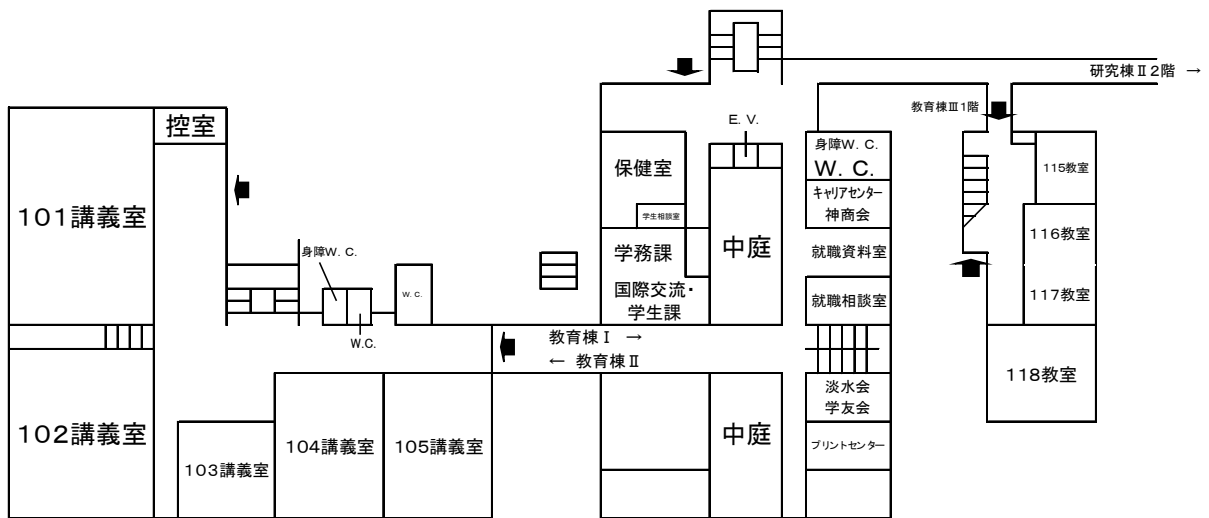 研究棟Ⅱ2階 →
教育棟Ⅲ1階
控室
E. V.
身障W. C.
W. C.
保健室
115教室
キャリアセンター
神商会
101講義室
学生相談室
116教室
中庭
学務課
就職資料室
身障W. C.
国際交流・
学生課
W. C.
就職相談室
117教室
W.C.
教育棟Ⅰ →
← 教育棟Ⅱ
118教室
淡水会
学友会
102講義室
104講義室
105講義室
中庭
プリントセンター
103講義室